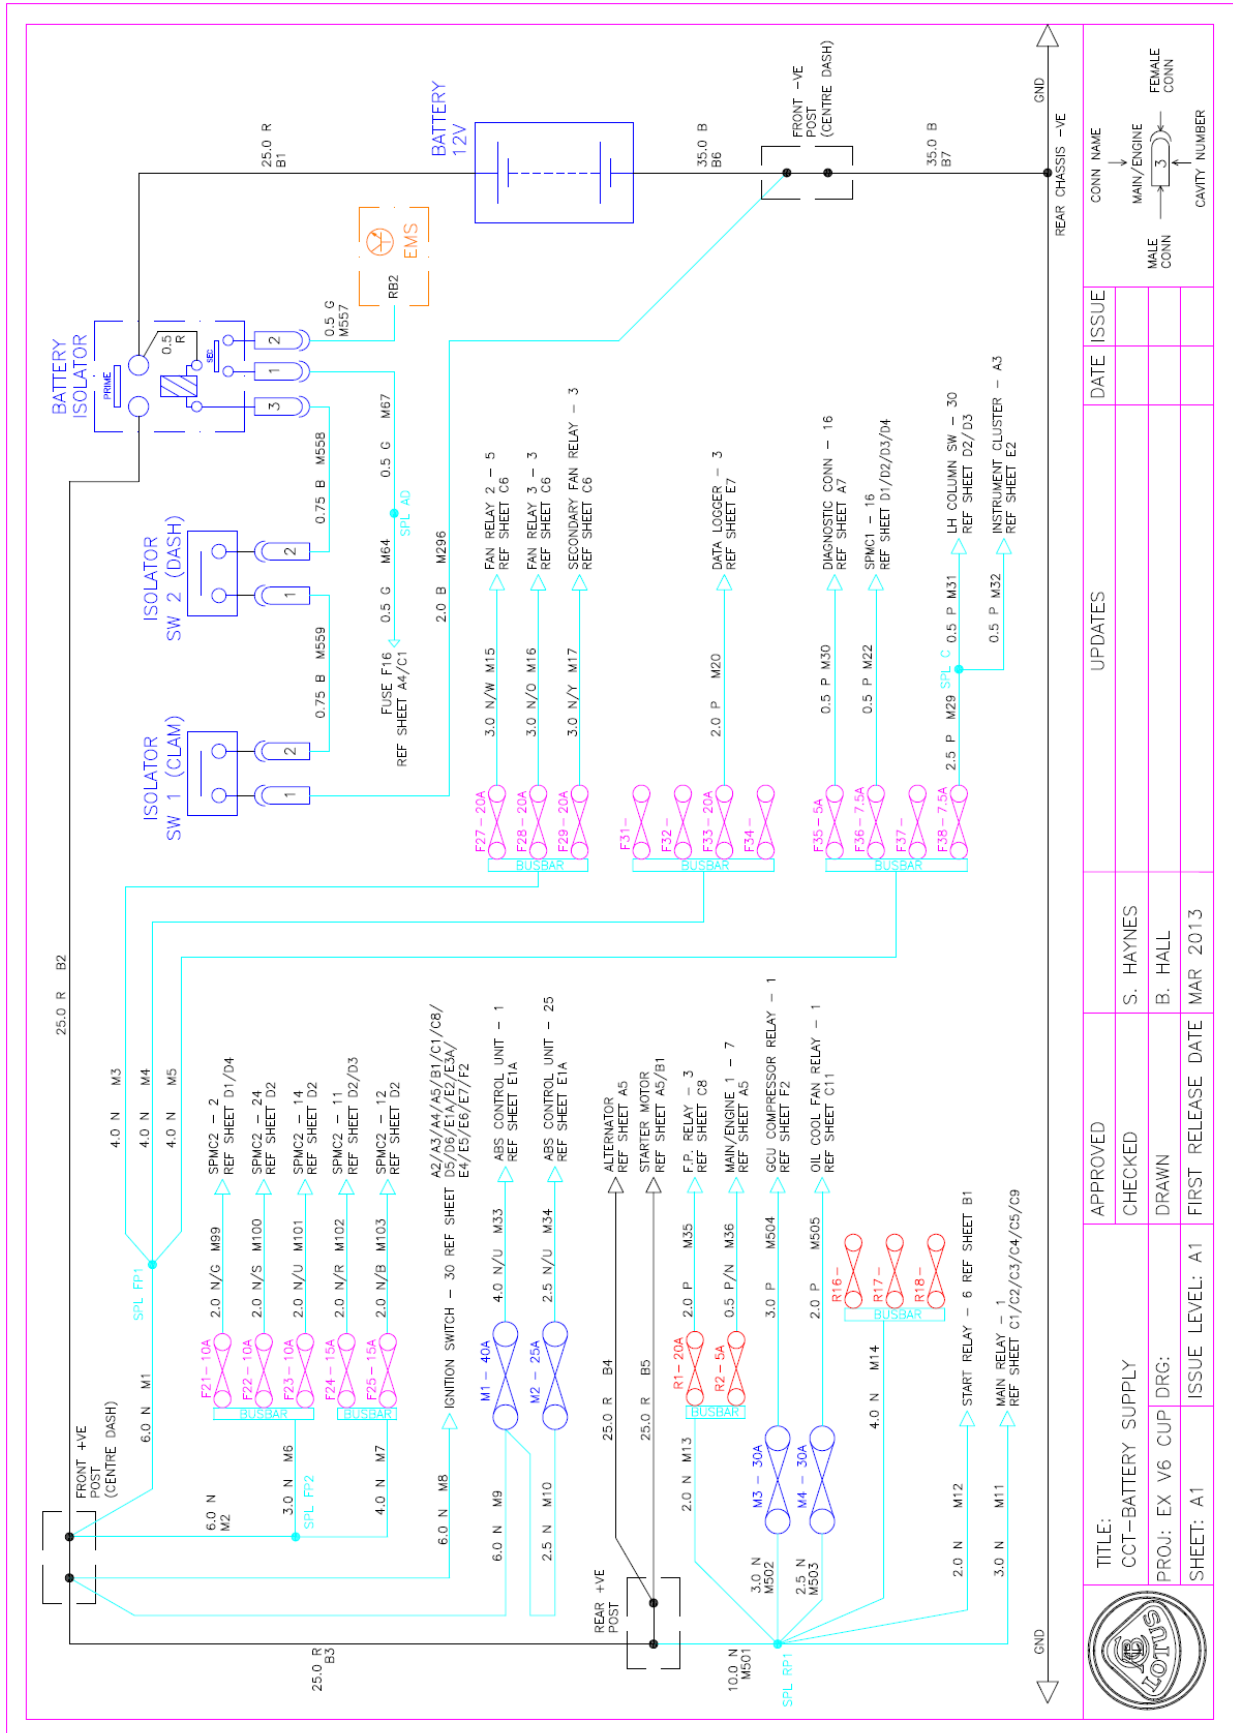 BATTERY
ISOLATOR
PRIME
0.5
R
SEC
3
1
2
25.0 R
B1
BATTERY
12V
35.0 B
B6
FRONT -VE
POST
(CENTRE DASH)
35.0 B
B7
GND
REAR CHASSIS -VE
EMS
RB2
0.5 G
M557
ISOLATOR
SW 2 (DASH)
1
2
0.75 B M558
ISOLATOR
SW 1 (CLAM)
1
2
0.75 B M559
0.5 G M67
SPL AD
0.5 G M64
FUSE F16
REF SHEET A4/C1
2.0 B M296
25.0 R B2
4.0 N M3
4.0 N M4
4.0 N M5
SPL FP1
6.0 N M1
FRONT +VE
POST
(CENTRE DASH)
F27- 20A
F28- 20A
F29- 20A
BUSBAR
3.0 N/W M15
FAN RELAY 2 - 5
REF SHEET C6
3.0 N/O M16
FAN RELAY 3 - 3
REF SHEET C6
3.0 N/Y M17
SECONDARY FAN RELAY - 3
REF SHEET C6
F31-
F32-
F33- 20A
F34-
BUSBAR
2.0 P M20
DATA LOGGER - 3
REF SHEET E7
F35- 5A
F36- 7.5A
F37-
F38- 7.5A
BUSBAR
0.5 P M30
DIAGNOSTIC CONN - 16
REF SHEET A7
0.5 P M22
SPMC1 - 16
REF SHEET D1/D2/D3/D4
2.5 P M29
SPL C
0.5 P M31
LH COLUMN SW - 30
REF SHEET D2/D3
0.5 P M32
INSTRUMENT CLUSTER - A3
REF SHEET E2
6.0 N
M2
3.0 N M6
SPL FP2
4.0 N M7
F21- 10A
F22- 10A
F23- 10A
BUSBAR
F24- 15A
F25- 15A
BUSBAR
2.0 N/G M99
SPMC2 - 2
REF SHEET D1/D4
2.0 N/S M100
SPMC2 - 24
REF SHEET D2
2.0 N/U M101
SPMC2 - 14
REF SHEET D2
2.0 N/R M102
SPMC2 - 11
REF SHEET D2/D3
2.0 N/B M103
SPMC2 - 12
REF SHEET D2
6.0 N M8
IGNITION SWITCH - 30 REF SHEET
A2/A3/A4/A5/B1/C1/C8/
D5/D6/E1A/E2/E3A/
E4/E5/E6/E7/F2
6.0 N M9
M1- 40A
4.0 N/U M33
ABS CONTROL UNIT - 1
REF SHEET E1A
2.5 N M10
M2- 25A
2.5 N/U M34
ABS CONTROL UNIT - 25
REF SHEET E1A
25.0 R
B3
REAR +VE
POST
25.0 R B4
ALTERNATOR
REF SHEET A5
25.0 R B5
STARTER MOTOR
REF SHEET A5/B1
10.0 N
M501
SPL RP1
2.0 N M13
R1- 20A
R2- 5A
BUSBAR
2.0 P M35
F.P. RELAY - 3
REF SHEET C8
0.5 P/N M36
MAIN/ENGINE 1 - 7
REF SHEET A5
3.0 N
M502
M3 - 30A
3.0 P M504
GCU COMPRESSOR RELAY - 1
REF SHEET F2
2.5 N
M503
M4 - 30A
2.0 P M505
OIL COOL FAN RELAY - 1
REF SHEET C11
4.0 N M14
R16-
R17-
R18-
BUSBAR
2.0 N M12
START RELAY - 6 REF SHEET B1
3.0 N M11
MAIN RELAY - 1
REF SHEET C1/C2/C3/C4/C5/C9
GND
LOTUS
TITLE:
CCT-BATTERY SUPPLY
PROJ: EX V6 CUP DRG:
SHEET: A1
ISSUE LEVEL: A1
APPROVED
CHECKED
S. HAYNES
DRAWN
B. HALL
FIRST RELEASE DATE
MAR 2013
UPDATES
DATE
ISSUE
CONN NAME
MAIN/ENGINE
MALE
CONN
3
FEMALE
CONN
CAVITY NUMBER